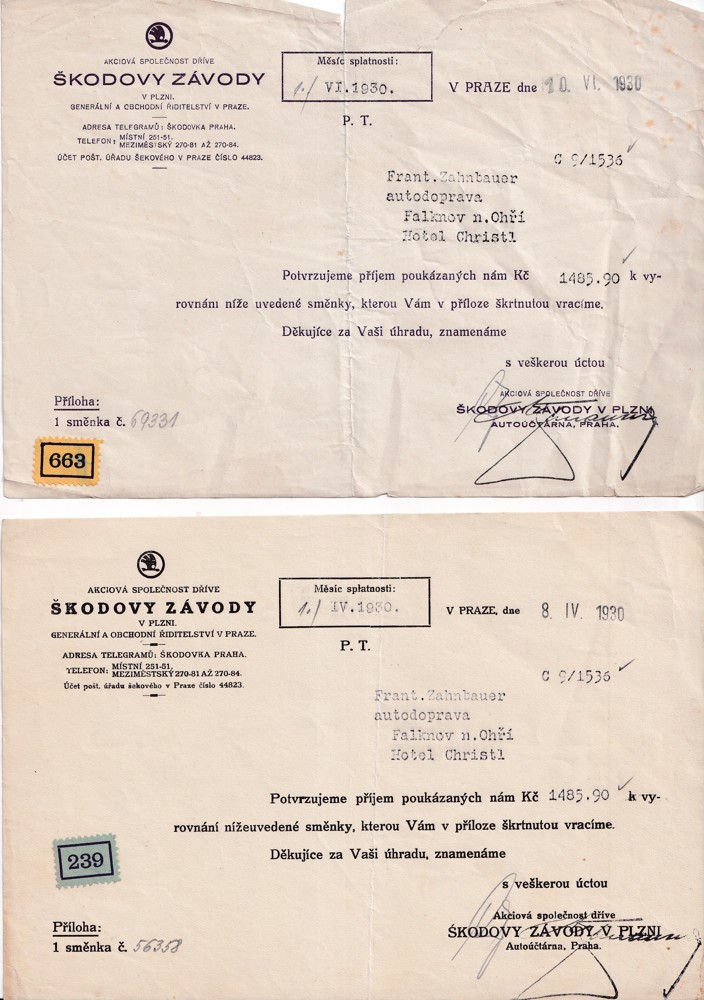 AKCIOVÁ SPOLEČNOST DŘÍVE
ŠKODOVY ZÁVODY
V PLZNI.
GENERÁLNÍ A OBCHODNÍ ŘIDITELSTVÍ V PRAZE.
ADRESA TELEGRAMŮ: ŠKODOVKA PRAHA.
TELEFON: MÍSTNÍ 251-51.
MEZIMĚSTSKÝ 270-81 AŽ 270-84.
ÚČET POŠT. ÚŘADU ŠEKOVÉHO V PRAZE ČÍSLO 44823.
Měsíc splatnosti:
1./ VI.1930.
V PRAZE dne 10. VI. 1930
P. T.
C 9/1536
Frant.Zahnbauer
autodoprava
Falknov n.Ohří
Hotel Christl
Potvrzujeme příjem poukázaných nám Kč 1485.90 k vy-
rovnání níže uvedené směnky, kterou Vám v příloze škrtnutou vracíme.
Děkujíce za Vaši úhradu, znamenáme
s veškerou úctou
AKCIOVÁ SPOLEČNOST DŘÍVE
ŠKODOVY ZÁVODY V PLZNI
AUTOÚČTÁRNA, PRAHA.
Příloha:
1 směnka č. 69331
663
AKCIOVÁ SPOLEČNOST DŘÍVE
ŠKODOVY ZÁVODY
V PLZNI.
GENERÁLNÍ A OBCHODNÍ ŘIDITELSTVÍ V PRAZE.
ADRESA TELEGRAMŮ: ŠKODOVKA PRAHA.
TELEFON: MÍSTNÍ 251-51,
MEZIMĚSTSKÝ 270-81 AŽ 270-84.
Účet pošt. úřadu šekového v Praze číslo 44823.
Měsíc splatnosti:
1./ IV.1930.
V PRAZE, dne 8. IV. 1930
P. T.
C 9/1536
Frant.Zahnbauer
autodoprava
Falknov n.Ohří
Hotel Christl
Potvrzujeme příjem poukázaných nám Kč 1485.90 k vy-
rovnání nížeuvedené směnky, kterou Vám v příloze škrtnutou vracíme.
Děkujíce za Vaši úhradu, znamenáme
s veškerou úctou
Akciová společnost dříve
ŠKODOVY ZÁVODY V PLZNI
Autoúčtárna, Praha.
239
Příloha:
1 směnka č. 56358